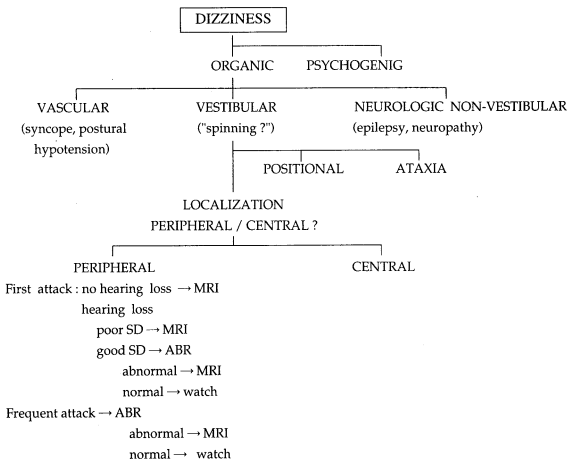 DIZZINESS
ORGANIC PSYCHOGENIG
VASCULAR VESTIBULAR NEUROLOGIC NON-VESTIBULAR
(syncope, postural ("spinning ?") (epilepsy, neuropathy)
hypotension)
POSITIONAL ATAXIA
LOCALIZATION
PERIPHERAL / CENTRAL ?
PERIPHERAL CENTRAL
First attack : no hearing loss → MRI
hearing loss
poor SD → MRI
good SD → ABR
abnormal → MRI
normal → watch
Frequent attack → ABR
abnormal → MRI
normal → watch